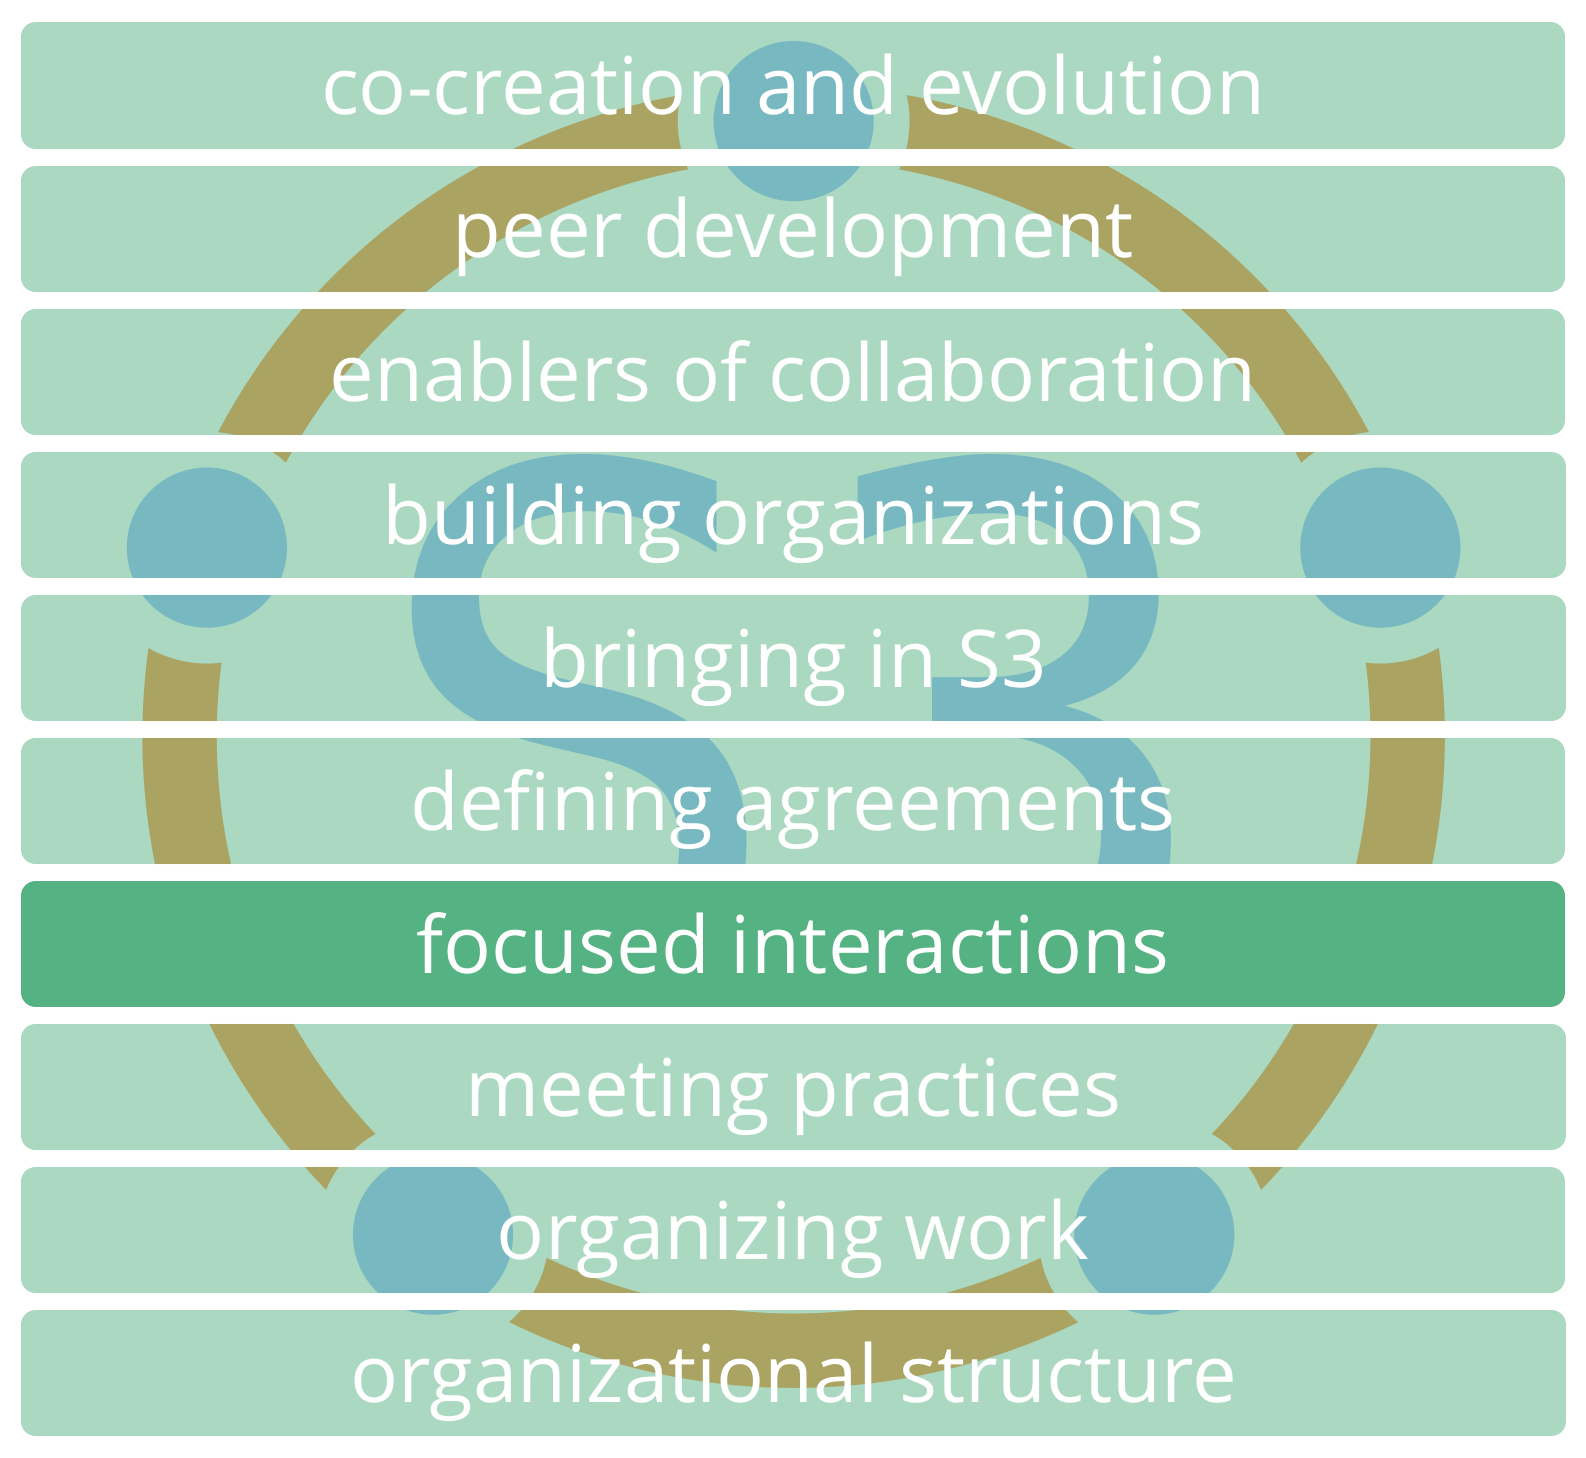 co-creation and evolution
peer development
enablers of collaboration
building organizations
bringing in S3
defining agreements
focused interactions
meeting practices
organizing work
organizational structure
S3